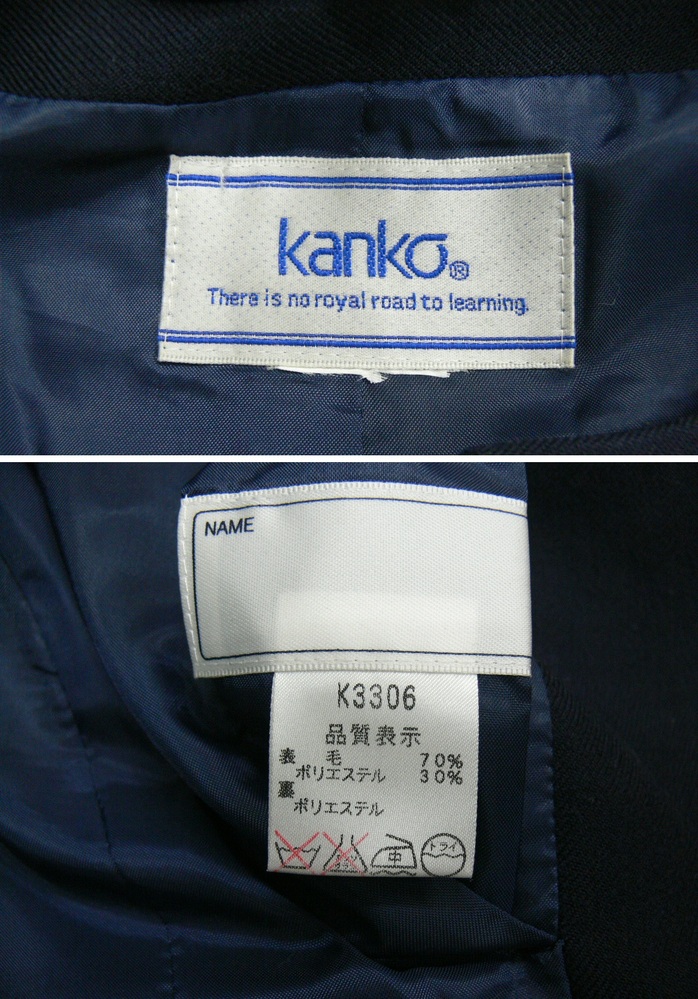 kanko®
There is no royal road to learning.
NAME
K3306
品質表示
表 毛 70%
ポリエステル 30%
裏
ポリエステル
中 ドライ